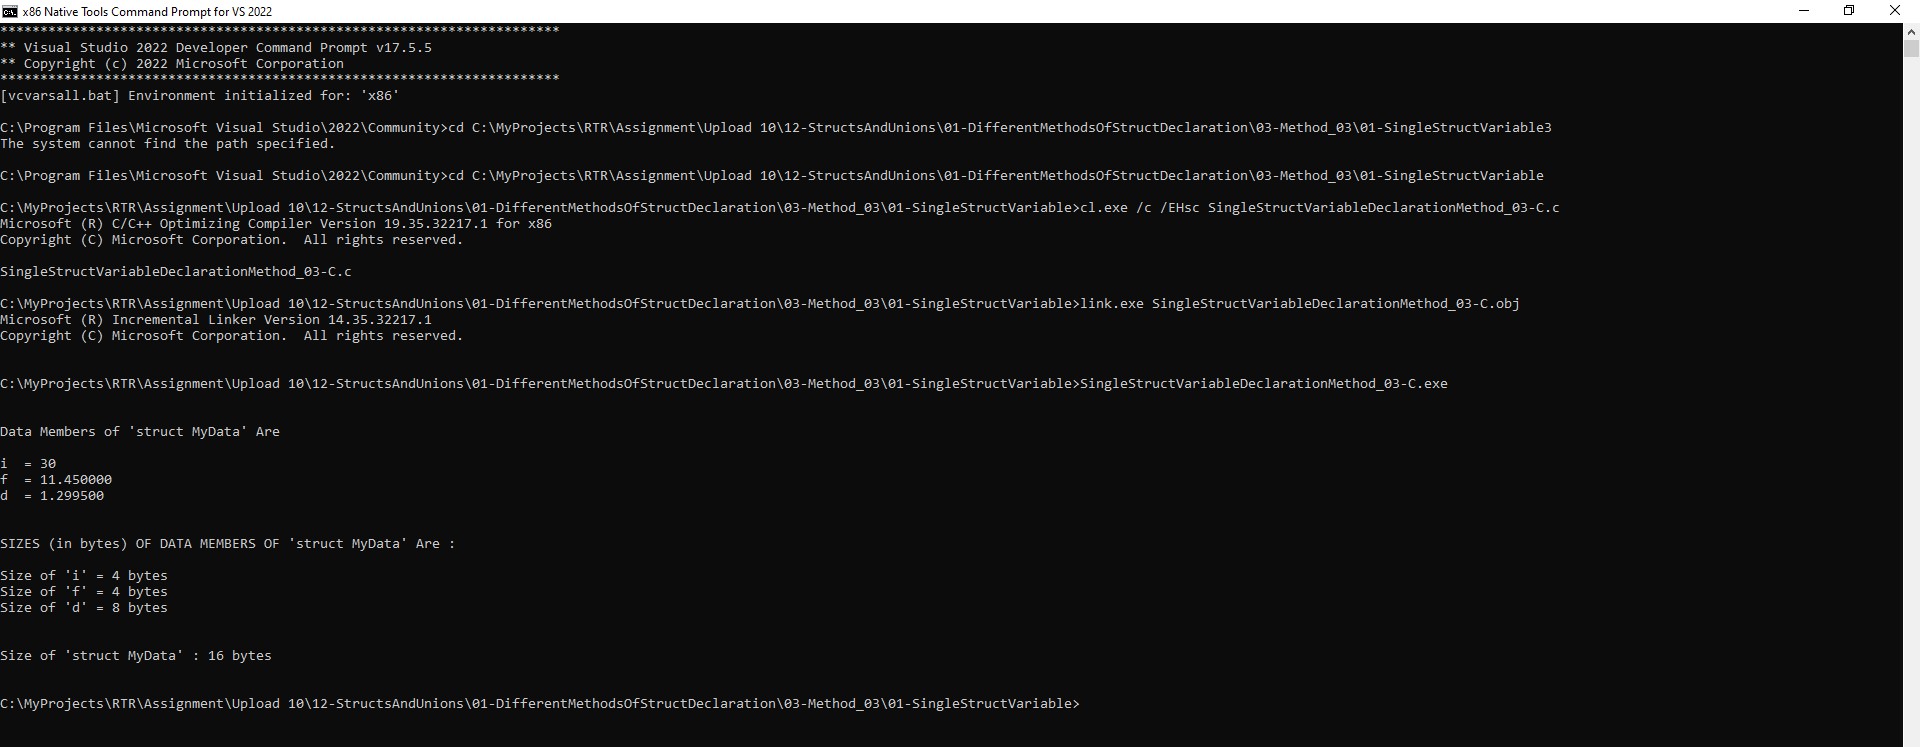 x86 Native Tools Command Prompt for VS 2022
**********************************************************************
** Visual Studio 2022 Developer Command Prompt v17.5.5
** Copyright (c) 2022 Microsoft Corporation
**********************************************************************
[vcvarsall.bat] Environment initialized for: 'x86'
C:\Program Files\Microsoft Visual Studio\2022\Community>cd C:\MyProjects\RTR\Assignment\Upload 10\12-StructsAndUnions\01-DifferentMethodsOfStructDeclaration\03-Method_03\01-SingleStructVariable3
The system cannot find the path specified.
C:\Program Files\Microsoft Visual Studio\2022\Community>cd C:\MyProjects\RTR\Assignment\Upload 10\12-StructsAndUnions\01-DifferentMethodsOfStructDeclaration\03-Method_03\01-SingleStructVariable
C:\MyProjects\RTR\Assignment\Upload 10\12-StructsAndUnions\01-DifferentMethodsOfStructDeclaration\03-Method_03\01-SingleStructVariable>cl.exe /c /EHsc SingleStructVariableDeclarationMethod_03-C.c
Microsoft (R) C/C++ Optimizing Compiler Version 19.35.32217.1 for x86
Copyright (C) Microsoft Corporation.  All rights reserved.
SingleStructVariableDeclarationMethod_03-C.c
C:\MyProjects\RTR\Assignment\Upload 10\12-StructsAndUnions\01-DifferentMethodsOfStructDeclaration\03-Method_03\01-SingleStructVariable>link.exe SingleStructVariableDeclarationMethod_03-C.obj
Microsoft (R) Incremental Linker Version 14.35.32217.1
Copyright (C) Microsoft Corporation.  All rights reserved.
C:\MyProjects\RTR\Assignment\Upload 10\12-StructsAndUnions\01-DifferentMethodsOfStructDeclaration\03-Method_03\01-SingleStructVariable>SingleStructVariableDeclarationMethod_03-C.exe
Data Members of 'struct MyData' Are
i  = 30
f  = 11.450000
d  = 1.299500
SIZES (in bytes) OF DATA MEMBERS OF 'struct MyData' Are :
Size of 'i' = 4 bytes
Size of 'f' = 4 bytes
Size of 'd' = 8 bytes
Size of 'struct MyData' : 16 bytes
C:\MyProjects\RTR\Assignment\Upload 10\12-StructsAndUnions\01-DifferentMethodsOfStructDeclaration\03-Method_03\01-SingleStructVariable>